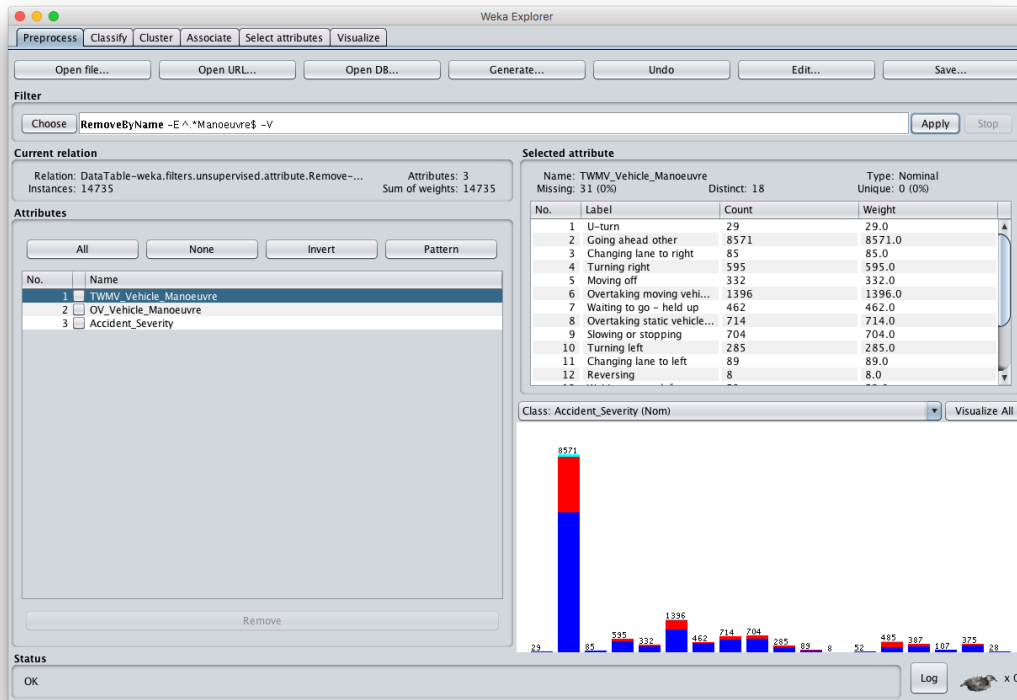 Weka Explorer
Preprocess Classify Cluster Associate Select attributes Visualize
Open file... Open URL... Open DB... Generate... Undo Edit... Save...
Filter
Choose RemoveByName -E ^.*Manoeuvre$ -V Apply Stop
Current relation
Relation: DataTable-weka.filters.unsupervised.attribute.Remove-... Attributes: 3
Instances: 14735 Sum of weights: 14735
Attributes
All None Invert Pattern
No. Name
1 TWMV_Vehicle_Manoeuvre
2 OV_Vehicle_Manoeuvre
3 Accident_Severity
Remove
Selected attribute
Name: TWMV_Vehicle_Manoeuvre Type: Nominal
Missing: 31 (0%) Distinct: 18 Unique: 0 (0%)
No. Label Count Weight
1 U-turn 29 29.0
2 Going ahead other 8571 8571.0
3 Changing lane to right 85 85.0
4 Turning right 595 595.0
5 Moving off 332 332.0
6 Overtaking moving vehi... 1396 1396.0
7 Waiting to go - held up 462 462.0
8 Overtaking static vehicle... 714 714.0
9 Slowing or stopping 704 704.0
10 Turning left 285 285.0
11 Changing lane to left 89 89.0
12 Reversing 8 8.0
Class: Accident_Severity (Nom) Visualize All
29 8571 85 595 332 1396 462 714 704 285 89 8 52 485 387 107 375 28
Status
OK
Log x 0